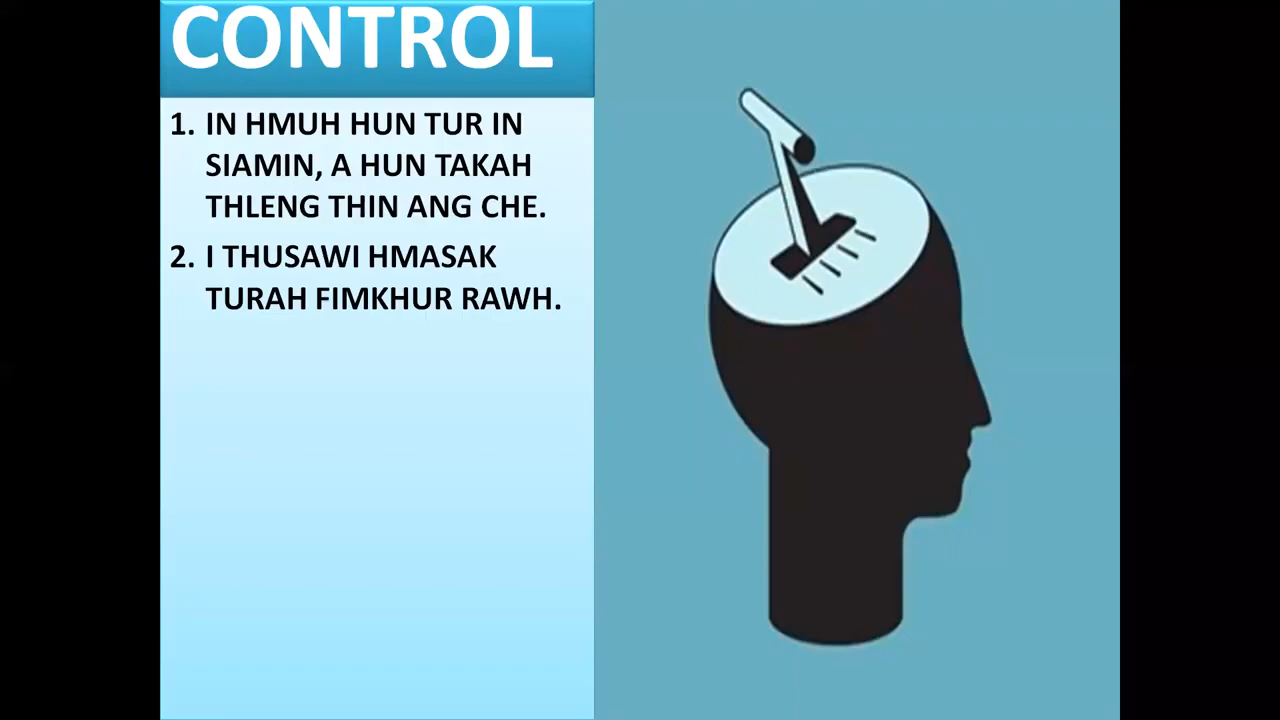 CONTROL
1. IN HMUH HUN TUR IN
SIAMIN, A HUN TAKAH
THLENG THIN ANG CHE.
2. I THUSAWI HMASAK
TURAH FIMKHUR RAWH.